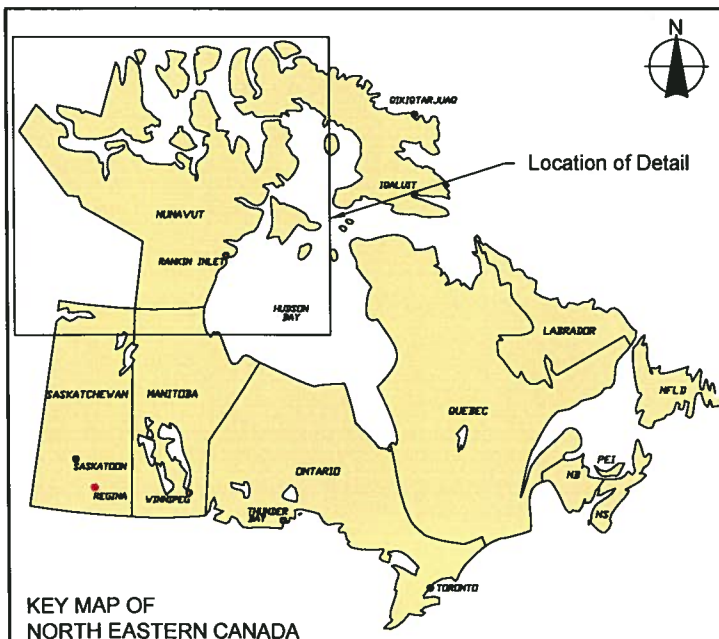 N
QIKIQTARJUAQ
Location of Detail
IQALUIT
NUNAVUT
RANKIN INLET
HUDSON
BAY
LABRADOR
SASKATCHEWAN
MANITOBA
NFLD
QUEBEC
PEI
SASKATOON
ONTARIO
NB
REGINA
WINNIPEG
THUNDER
BAY
NS
TORONTO
KEY MAP OF
NORTH EASTERN CANADA